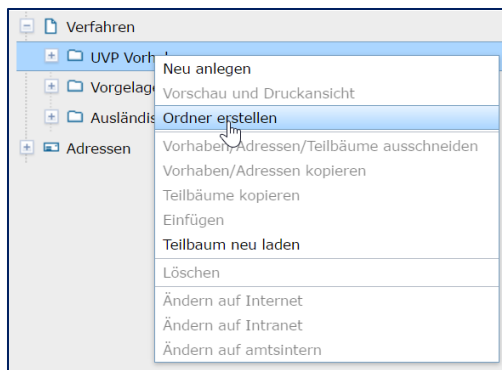 Verfahren
UVP Vorh
Neu anlegen
Vorgelag
Vorschau und Druckansicht
Ausländis
Ordner erstellen
Adressen
Vorhaben/Adressen/Teilbäume ausschneiden
Vorhaben/Adressen kopieren
Teilbäume kopieren
Einfügen
Teilbaum neu laden
Löschen
Ändern auf Internet
Ändern auf Intranet
Ändern auf amtsintern